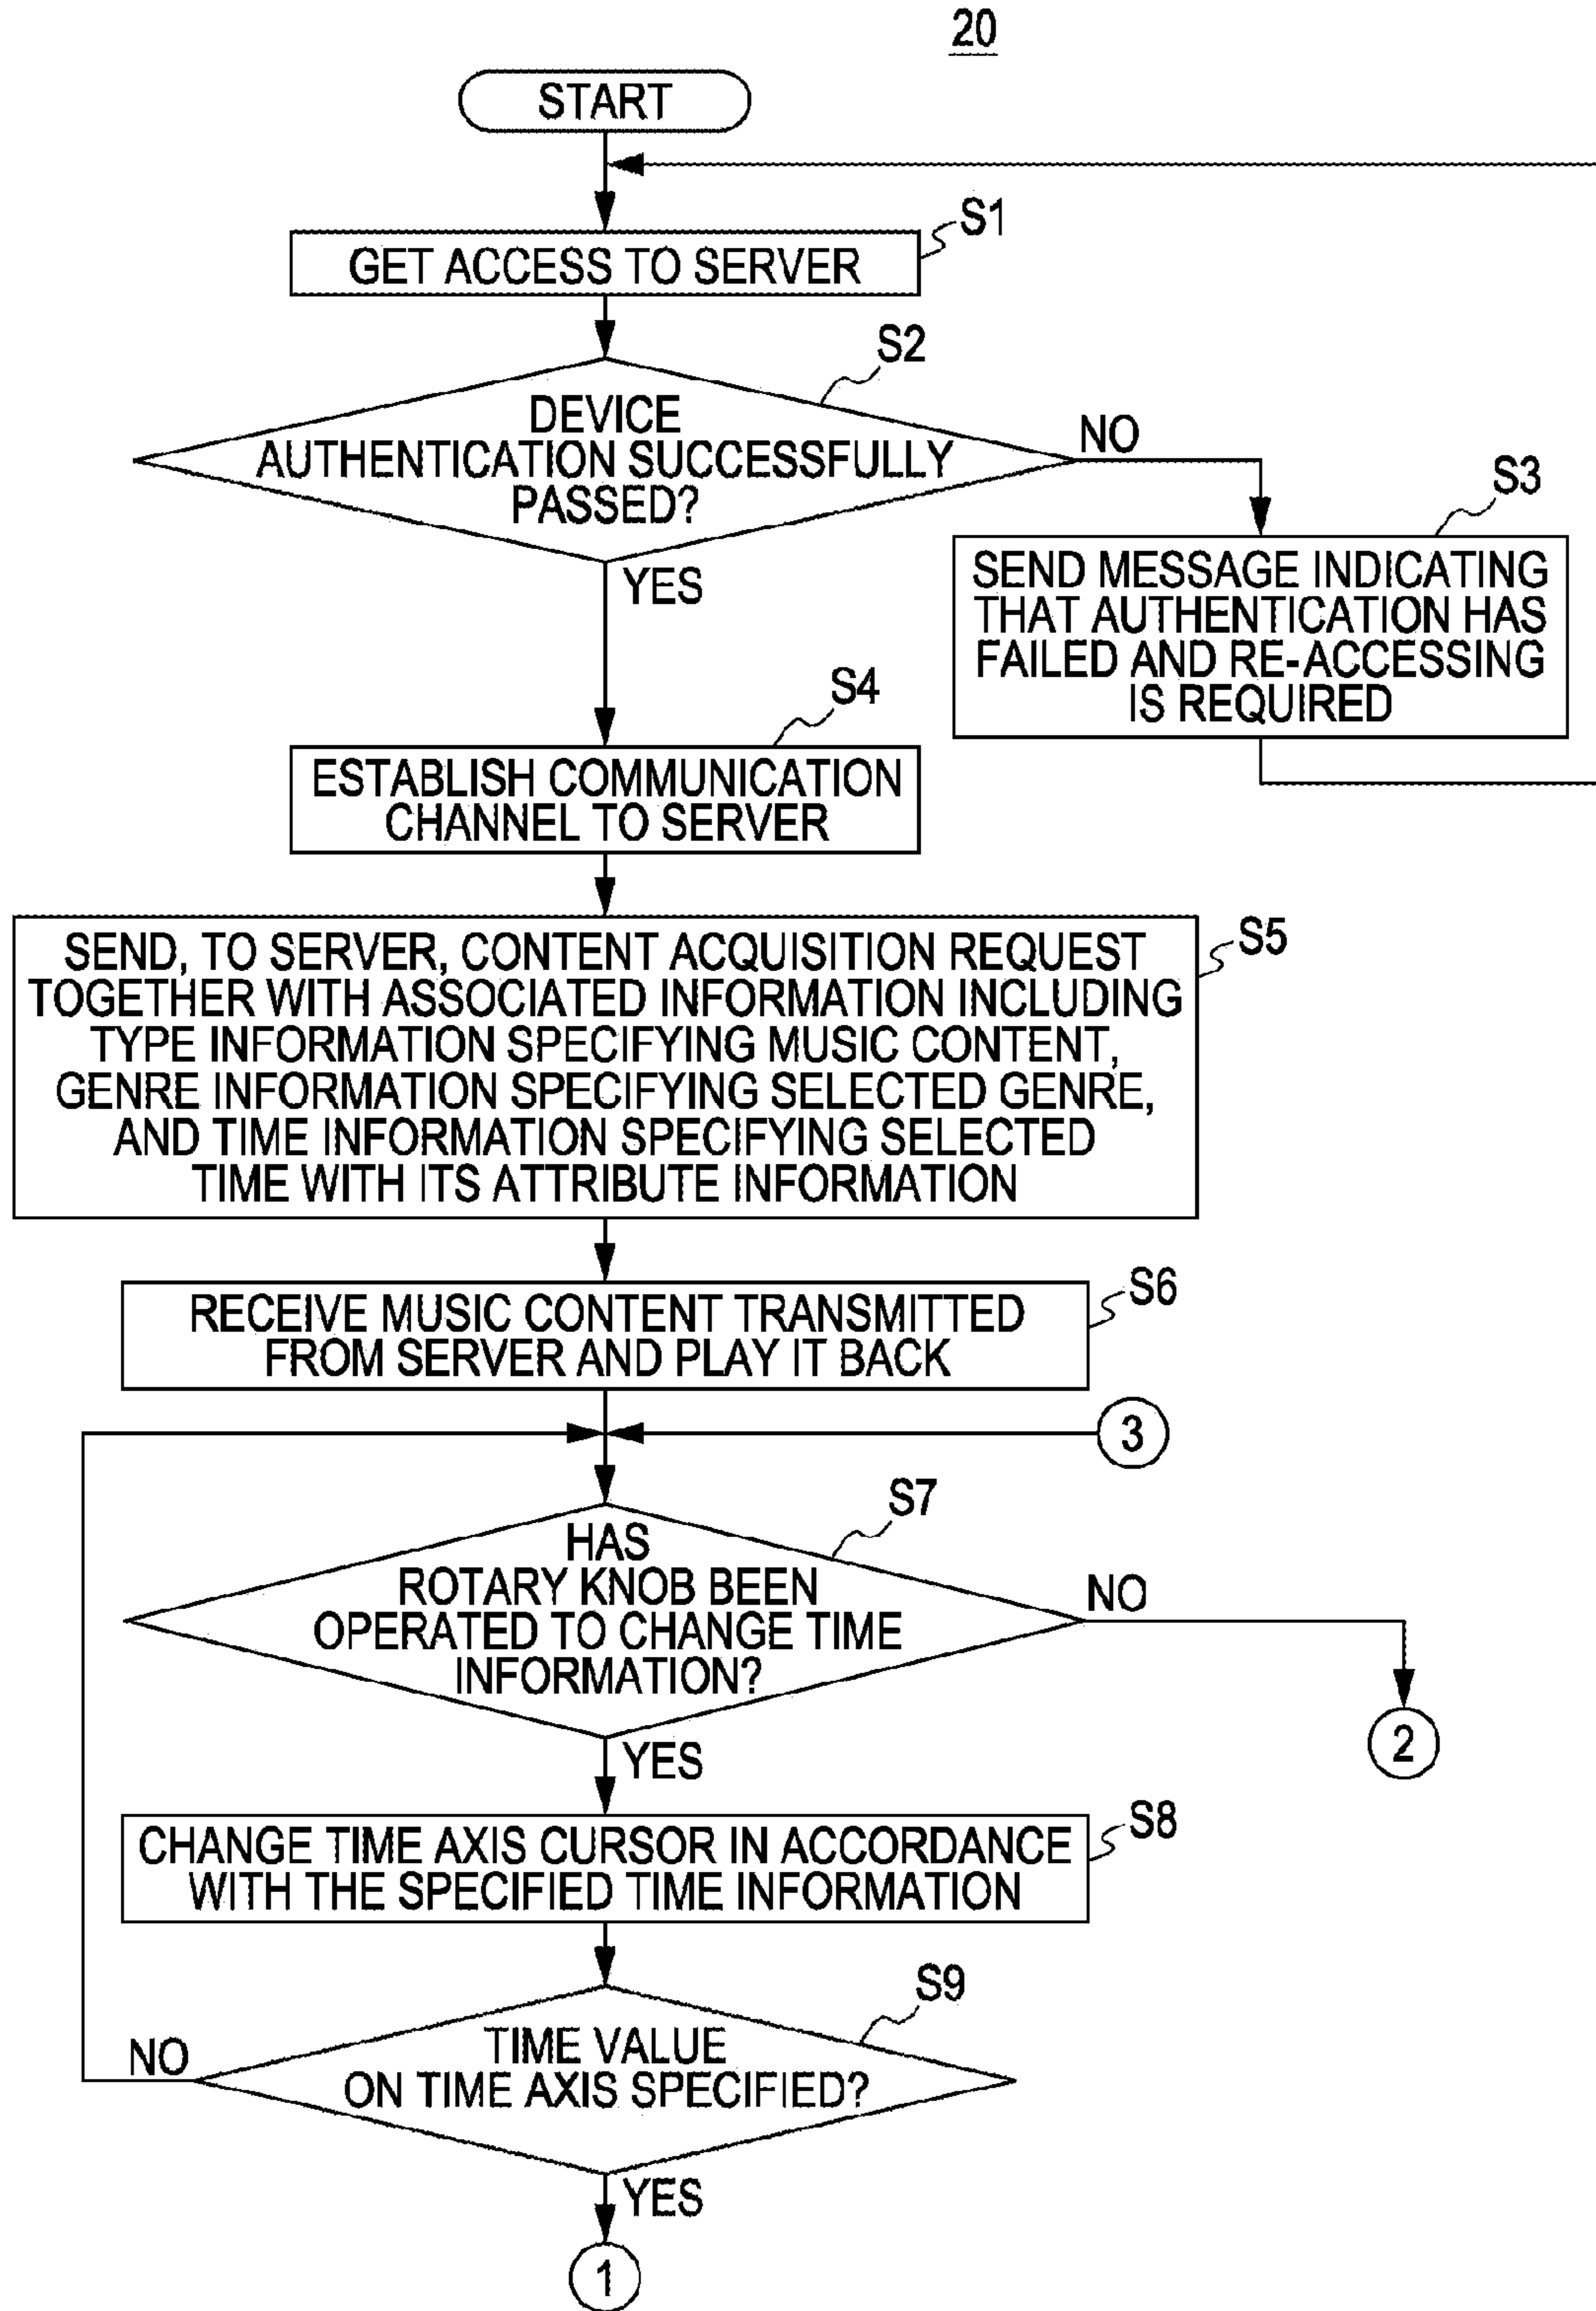 20
START
S1
GET ACCESS TO SERVER
S2
DEVICE
AUTHENTICATION SUCCESSFULLY
PASSED?
NO
YES
S3
SEND MESSAGE INDICATING
THAT AUTHENTICATION HAS
FAILED AND RE-ACCESSING
IS REQUIRED
S4
ESTABLISH COMMUNICATION
CHANNEL TO SERVER
S5
SEND, TO SERVER, CONTENT ACQUISITION REQUEST
TOGETHER WITH ASSOCIATED INFORMATION INCLUDING
TYPE INFORMATION SPECIFYING MUSIC CONTENT,
GENRE INFORMATION SPECIFYING SELECTED GENRE,
AND TIME INFORMATION SPECIFYING SELECTED
TIME WITH ITS ATTRIBUTE INFORMATION
S6
RECEIVE MUSIC CONTENT TRANSMITTED
FROM SERVER AND PLAY IT BACK
3
S7
HAS
ROTARY KNOB BEEN
OPERATED TO CHANGE TIME
INFORMATION?
NO
2
YES
S8
CHANGE TIME AXIS CURSOR IN ACCORDANCE
WITH THE SPECIFIED TIME INFORMATION
S9
TIME VALUE
ON TIME AXIS SPECIFIED?
NO
YES
1